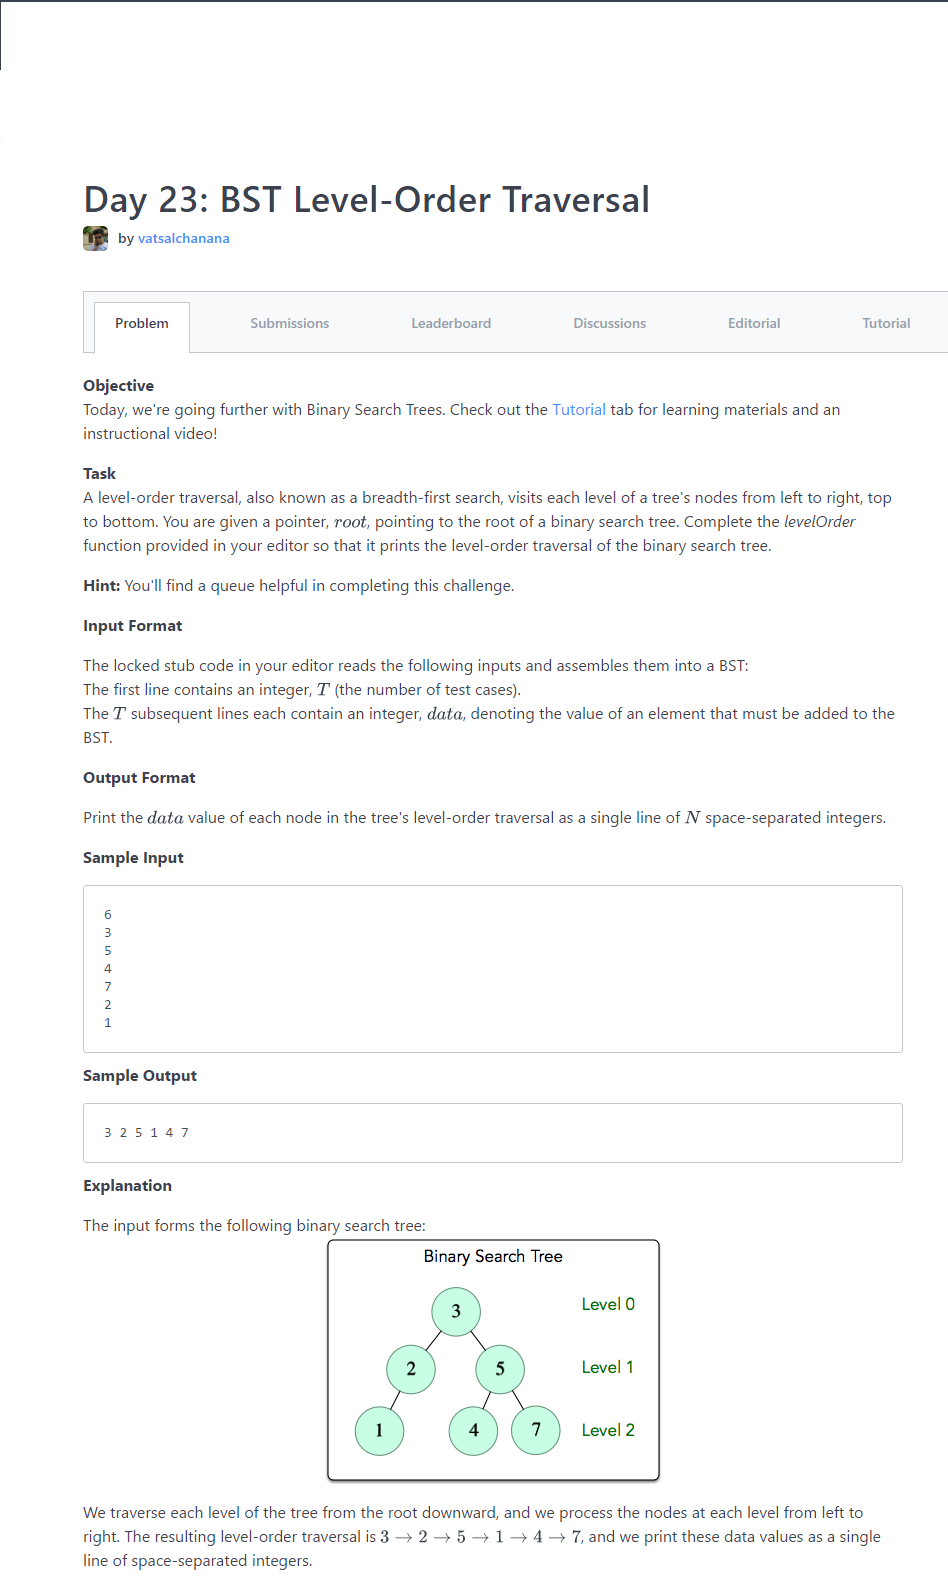 Day 23: BST Level-Order Traversal
by vatsalchanana
Problem Submissions Leaderboard Discussions Editorial Tutorial
Objective
Today, we're going further with Binary Search Trees. Check out the Tutorial tab for learning materials and an
instructional video!
Task
A level-order traversal, also known as a breadth-first search, visits each level of a tree's nodes from left to right, top
to bottom. You are given a pointer, root, pointing to the root of a binary search tree. Complete the levelOrder
function provided in your editor so that it prints the level-order traversal of the binary search tree.
Hint: You'll find a queue helpful in completing this challenge.
Input Format
The locked stub code in your editor reads the following inputs and assembles them into a BST:
The first line contains an integer, T (the number of test cases).
The T subsequent lines each contain an integer, data, denoting the value of an element that must be added to the
BST.
Output Format
Print the data value of each node in the tree's level-order traversal as a single line of N space-separated integers.
Sample Input
6
3
5
4
7
2
1
Sample Output
3 2 5 1 4 7
Explanation
The input forms the following binary search tree:
Binary Search Tree
3 Level 0
2 5 Level 1
1 4 7 Level 2
We traverse each level of the tree from the root downward, and we process the nodes at each level from left to
right. The resulting level-order traversal is 3 → 2 → 5 → 1 → 4 → 7, and we print these data values as a single
line of space-separated integers.